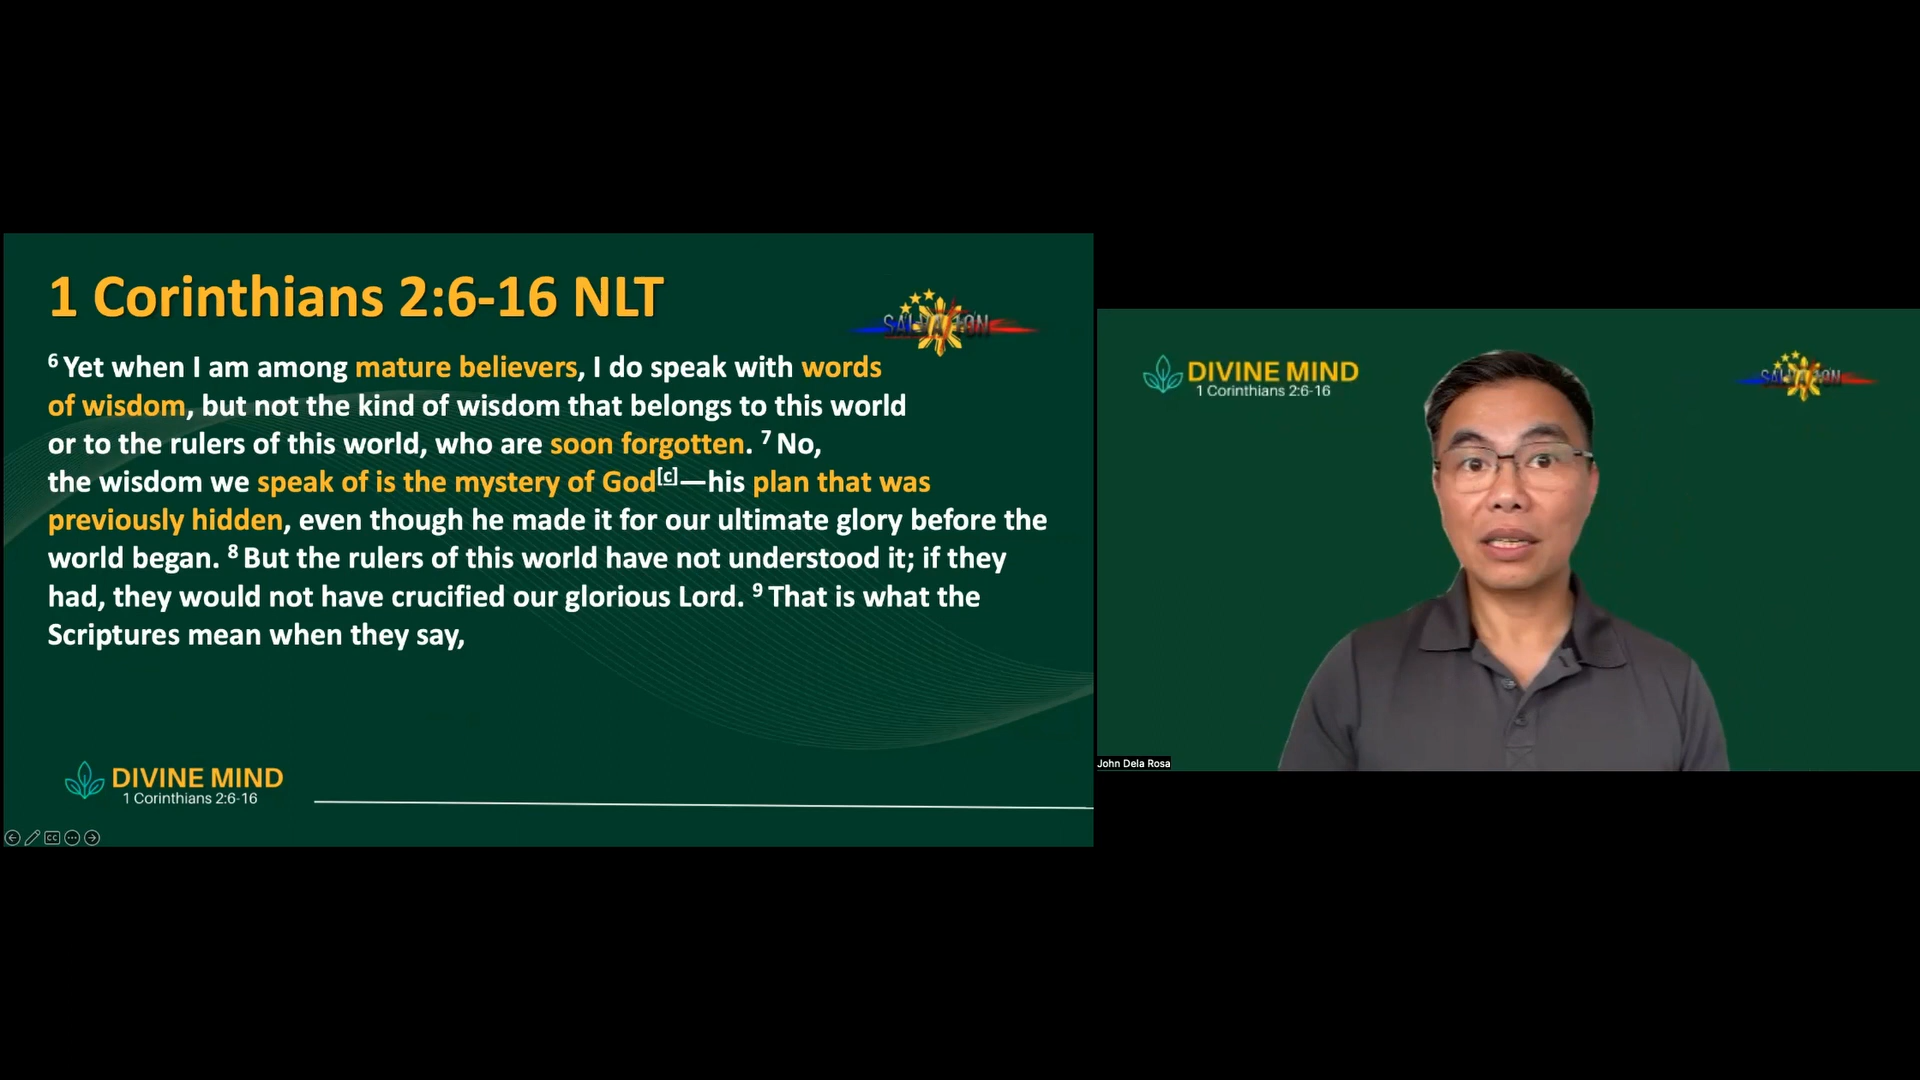 1 Corinthians 2:6-16 NLT
SALVA1ON
6 Yet when I am among mature believers, I do speak with words
of wisdom, but not the kind of wisdom that belongs to this world
or to the rulers of this world, who are soon forgotten. 7 No,
the wisdom we speak of is the mystery of God[c]—his plan that was
previously hidden, even though he made it for our ultimate glory before the
world began. 8 But the rulers of this world have not understood it; if they
had, they would not have crucified our glorious Lord. 9 That is what the
Scriptures mean when they say,
DIVINE MIND
1 Corinthians 2:6-16
CC
DIVINE MIND
1 Corinthians 2:6-16
SALVA1ON
John Dela Rosa